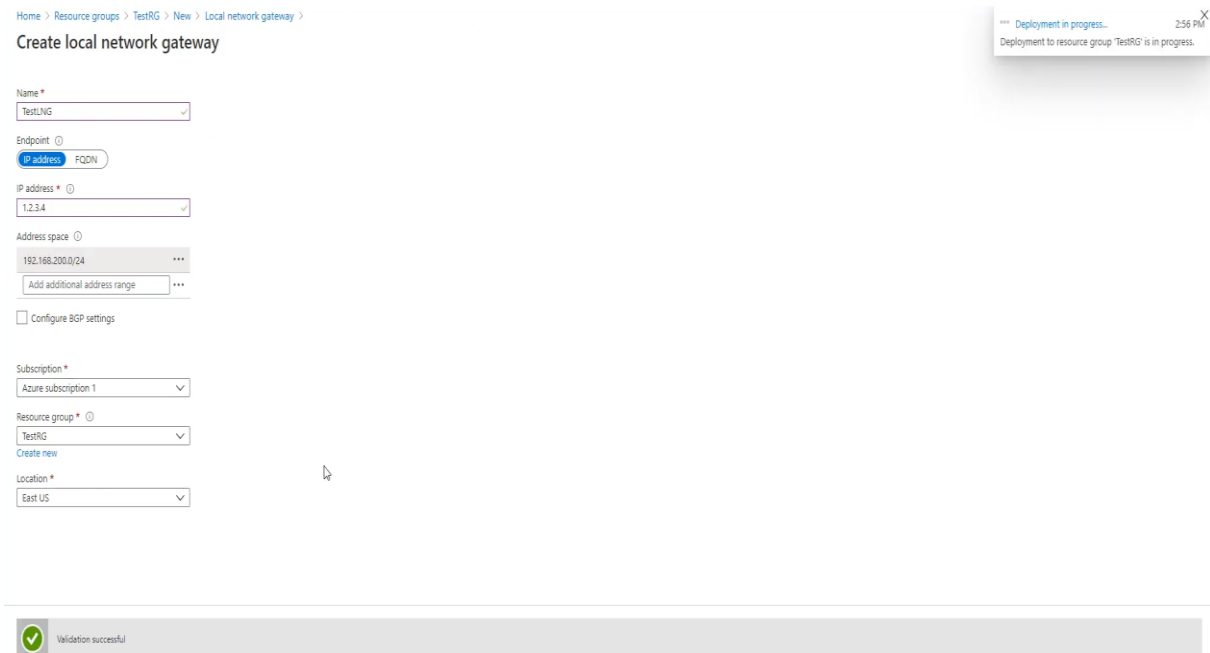 Home > Resource groups > TestRG > New > Local network gateway >
Create local network gateway
Deployment in progress...
2:56 PM
Deployment to resource group 'TestRG' is in progress.
Name *
TestLNG
Endpoint
IP address FQDN
IP address *
1.2.3.4
Address space
192.168.200.0/24
Add additional address range
Configure BGP settings
Subscription *
Azure subscription 1
Resource group *
TestRG
Create new
Location *
East US
Validation successful